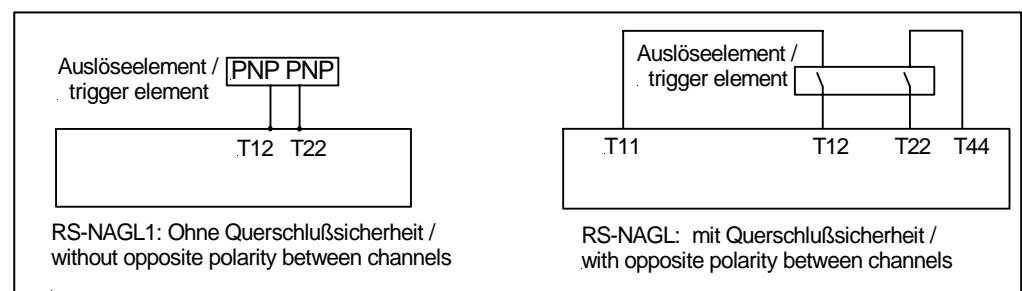 Auslöseelement /
trigger element
PNP PNP
T12 T22
RS-NAGL1: Ohne Querschlußsicherheit /
without opposite polarity between channels
Auslöseelement /
trigger element
T11 T12 T22 T44
RS-NAGL: mit Querschlußsicherheit /
with opposite polarity between channels